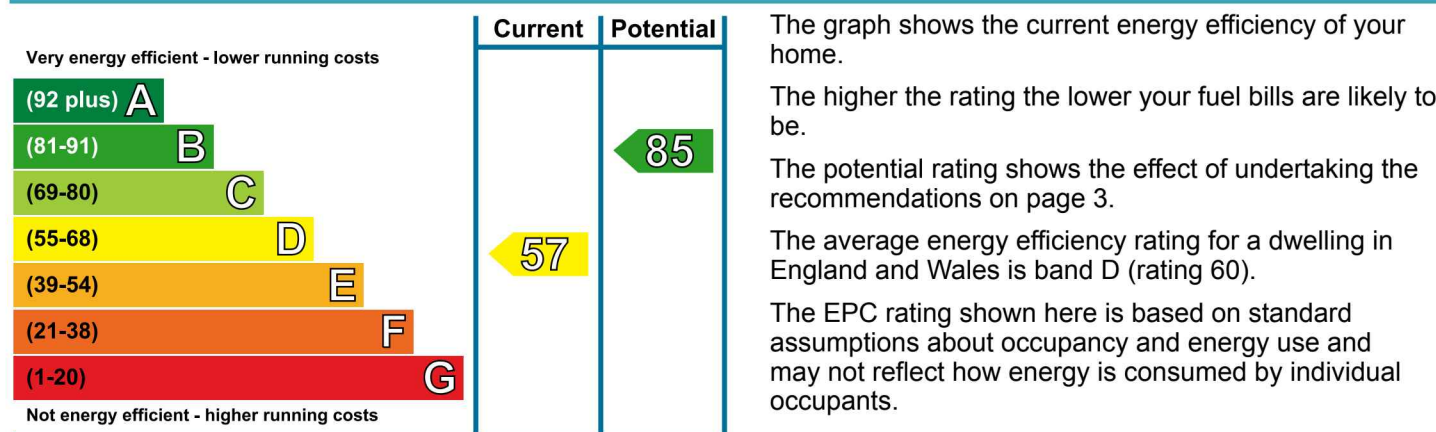 Current Potential
Very energy efficient - lower running costs
(92 plus) A
(81-91) B
(69-80) C
(55-68) D
(39-54) E
(21-38) F
(1-20) G
Not energy efficient - higher running costs
57
85
The graph shows the current energy efficiency of your
home.
The higher the rating the lower your fuel bills are likely to
be.
The potential rating shows the effect of undertaking the
recommendations on page 3.
The average energy efficiency rating for a dwelling in
England and Wales is band D (rating 60).
The EPC rating shown here is based on standard
assumptions about occupancy and energy use and
may not reflect how energy is consumed by individual
occupants.